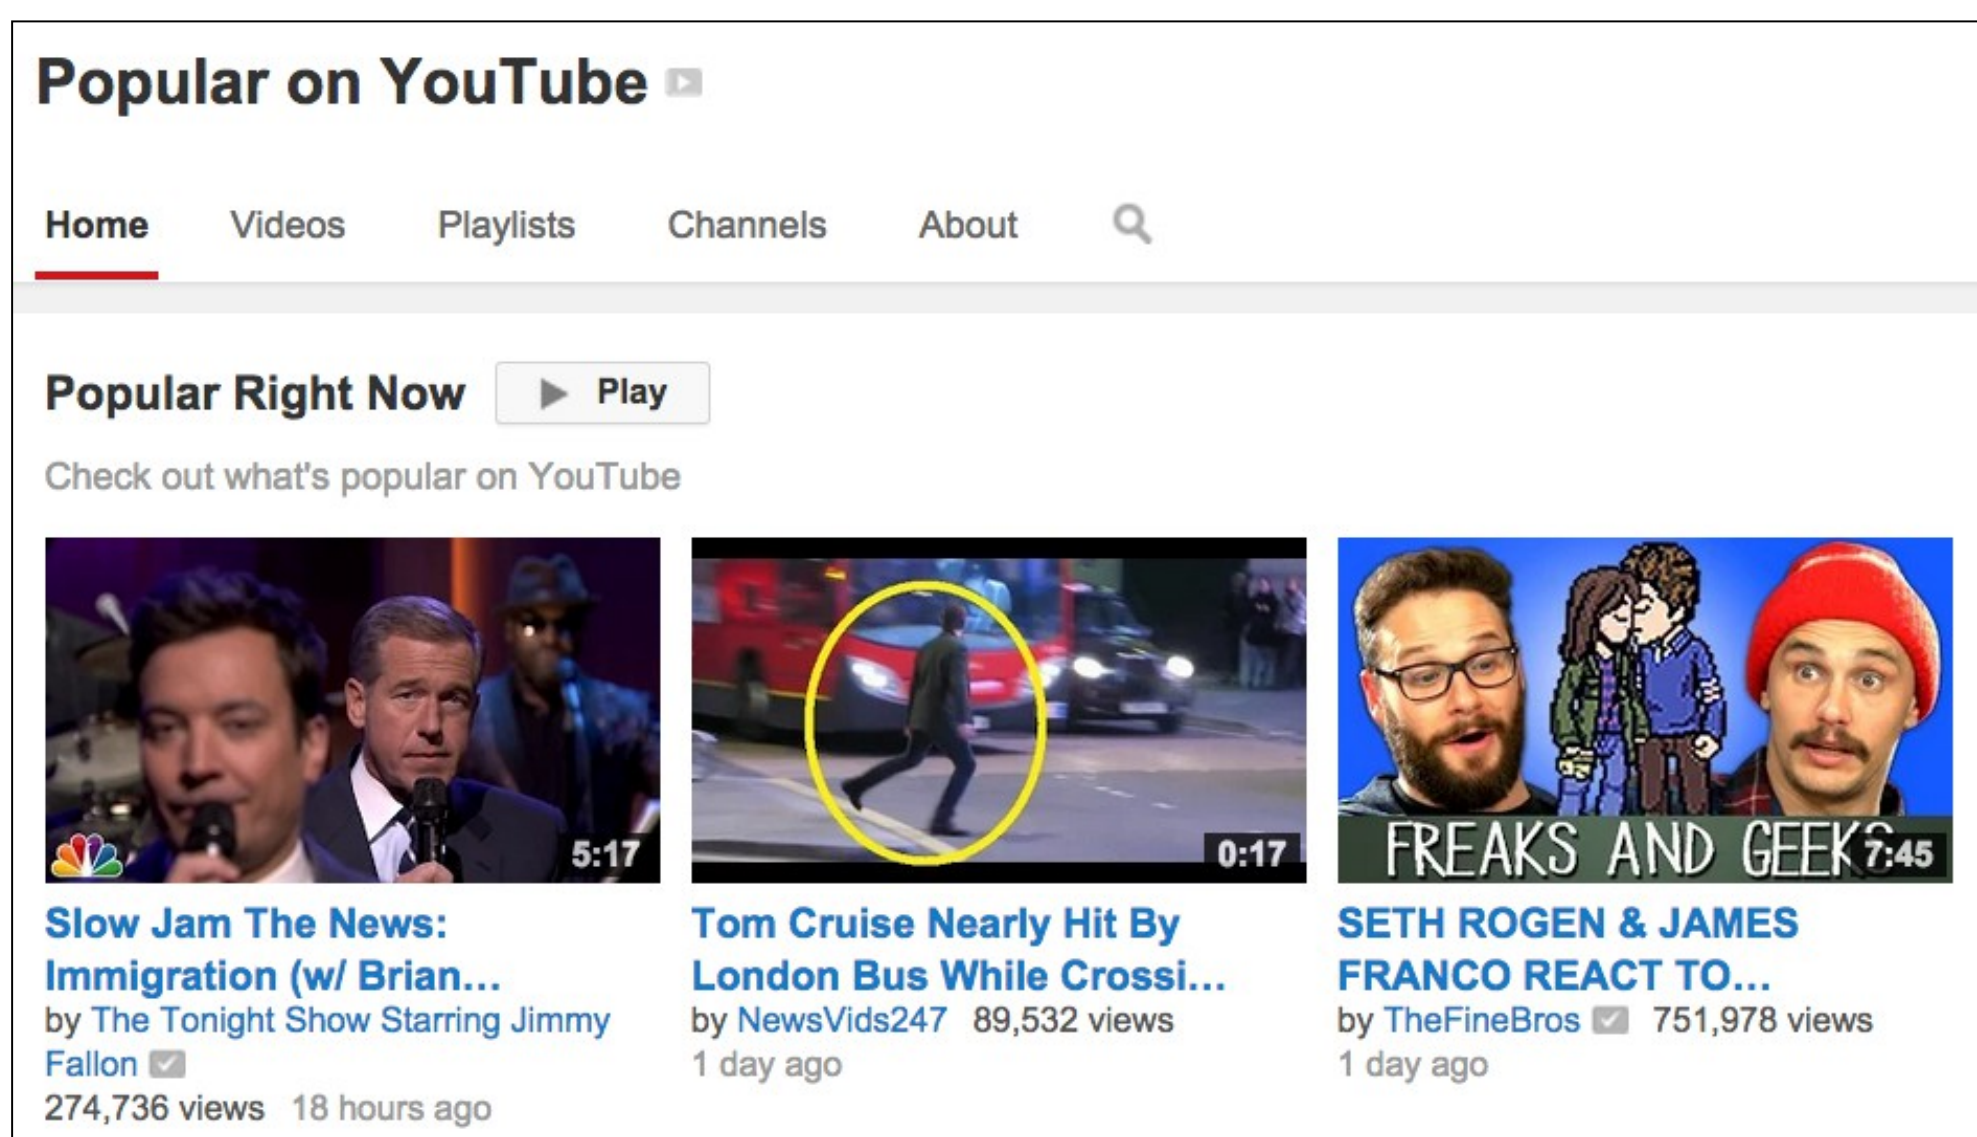 Popular on YouTube
Home Videos Playlists Channels About
Popular Right Now Play
Check out what's popular on YouTube
5:17
0:17
FREAKS AND GEEKS
7:45
Slow Jam The News:
Immigration (w/ Brian...
by The Tonight Show Starring Jimmy
Fallon
274,736 views 18 hours ago
Tom Cruise Nearly Hit By
London Bus While Crossi...
by NewsVids247 89,532 views
1 day ago
SETH ROGEN & JAMES
FRANCO REACT TO...
by TheFineBros 751,978 views
1 day ago